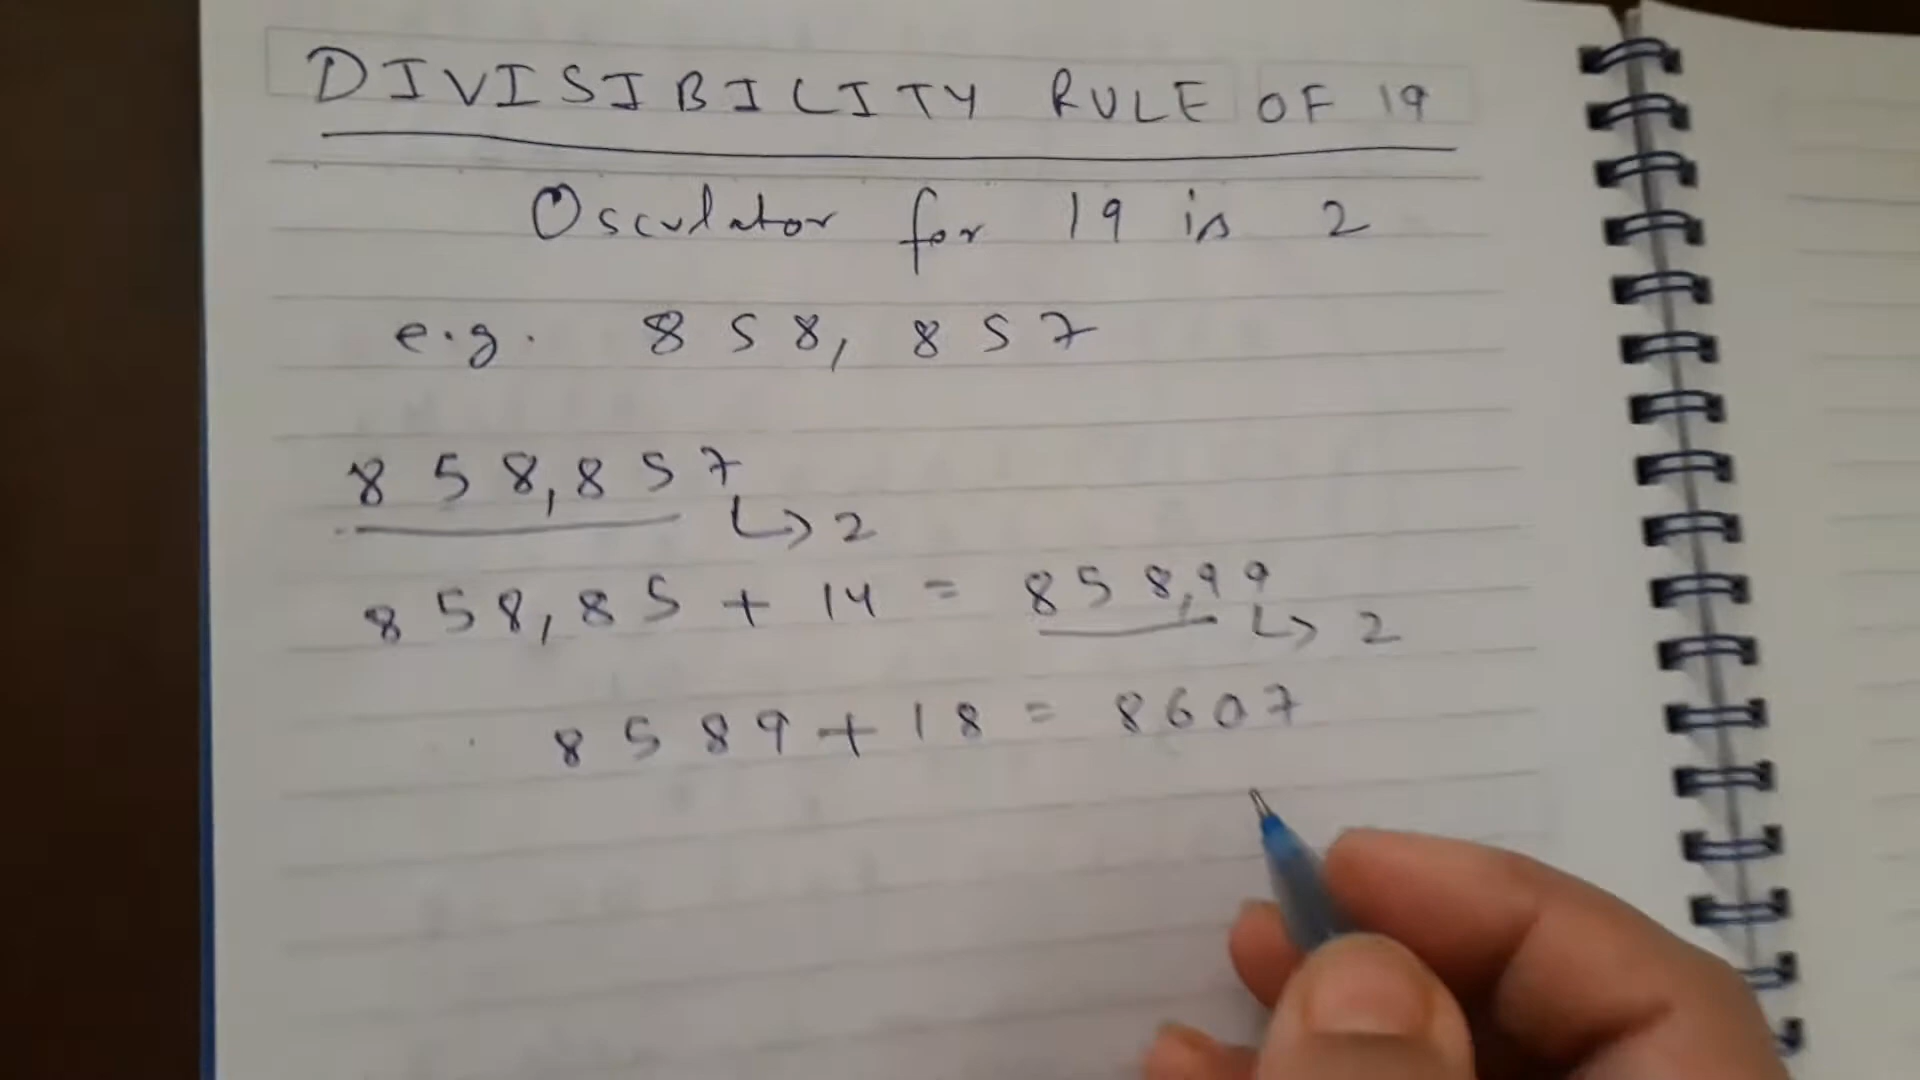 DIVISIBILITY RULE OF 19
Osculator for 19 is 2
e.g. 858,857
858,857
↳ 2
858,85 + 14 = 858,99
↳ 2
8589 + 18 = 8607